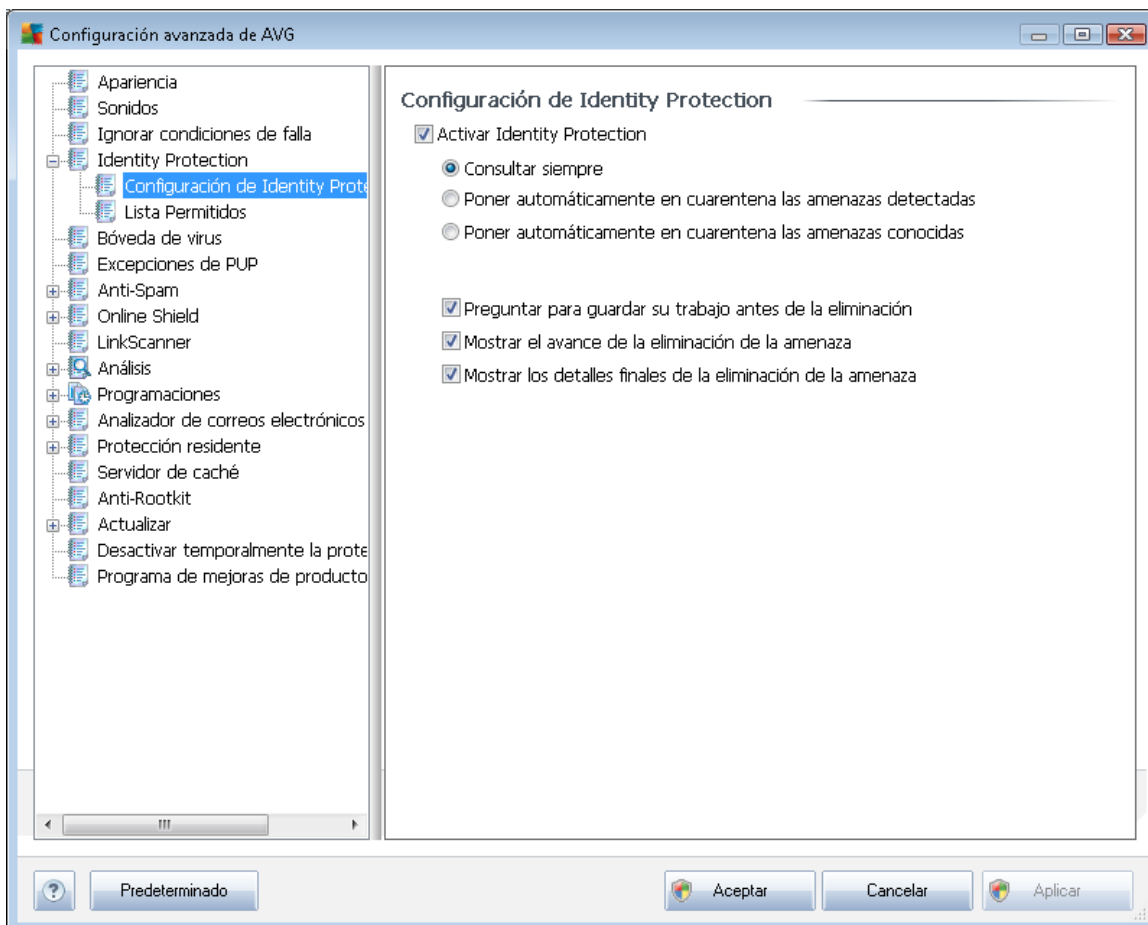 Configuración avanzada de AVG
Apariencia
Sonidos
Ignorar condiciones de falla
Identity Protection
Configuración de Identity Prote
Lista Permitidos
Bóveda de virus
Excepciones de PUP
Anti-Spam
Online Shield
LinkScanner
Análisis
Programaciones
Analizador de correos electrónicos
Protección residente
Servidor de caché
Anti-Rootkit
Actualizar
Desactivar temporalmente la prote
Programa de mejoras de producto
Configuración de Identity Protection
Activar Identity Protection
Consultar siempre
Poner automáticamente en cuarentena las amenazas detectadas
Poner automáticamente en cuarentena las amenazas conocidas
Preguntar para guardar su trabajo antes de la eliminación
Mostrar el avance de la eliminación de la amenaza
Mostrar los detalles finales de la eliminación de la amenaza
? Predeterminado Aceptar Cancelar Aplicar